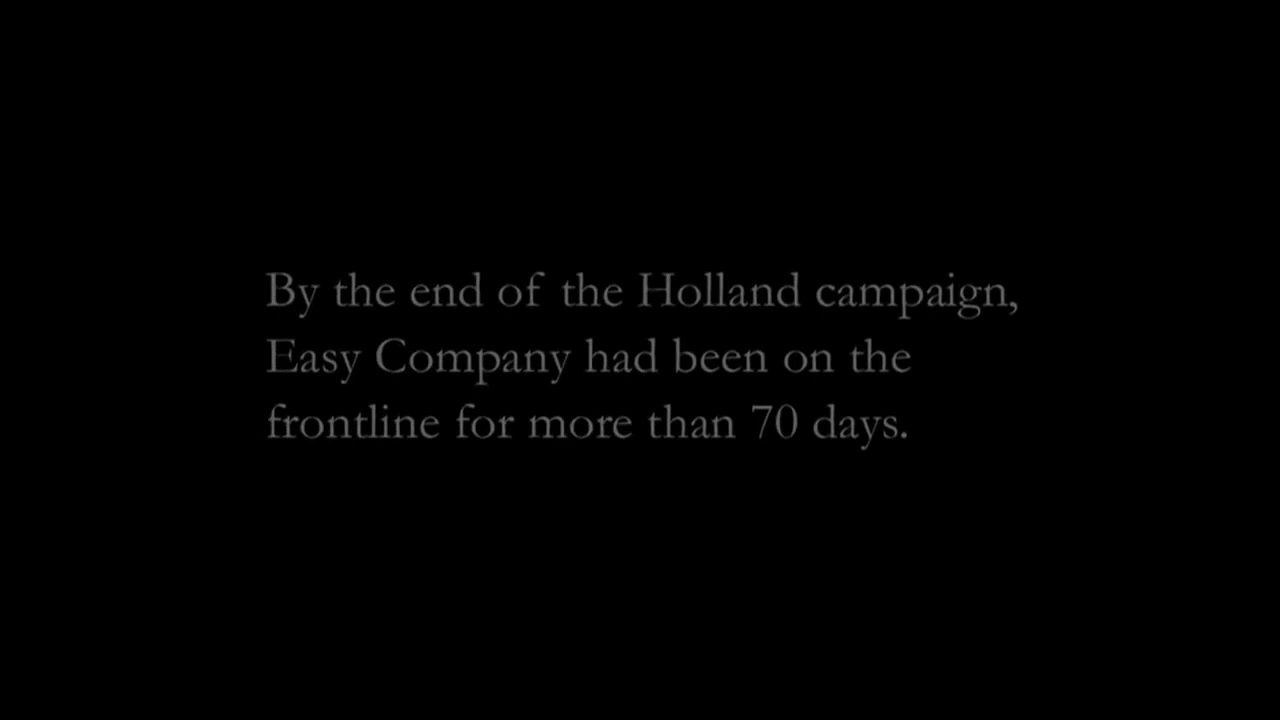 By the end of the Holland campaign,
Easy Company had been on the
frontline for more than 70 days.